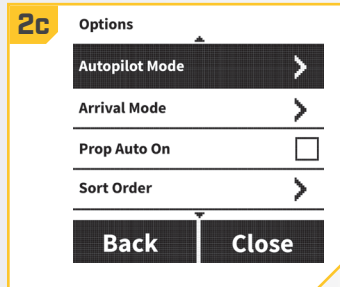 2c
Options
Autopilot Mode
Arrival Mode
Prop Auto On
Sort Order
Back Close